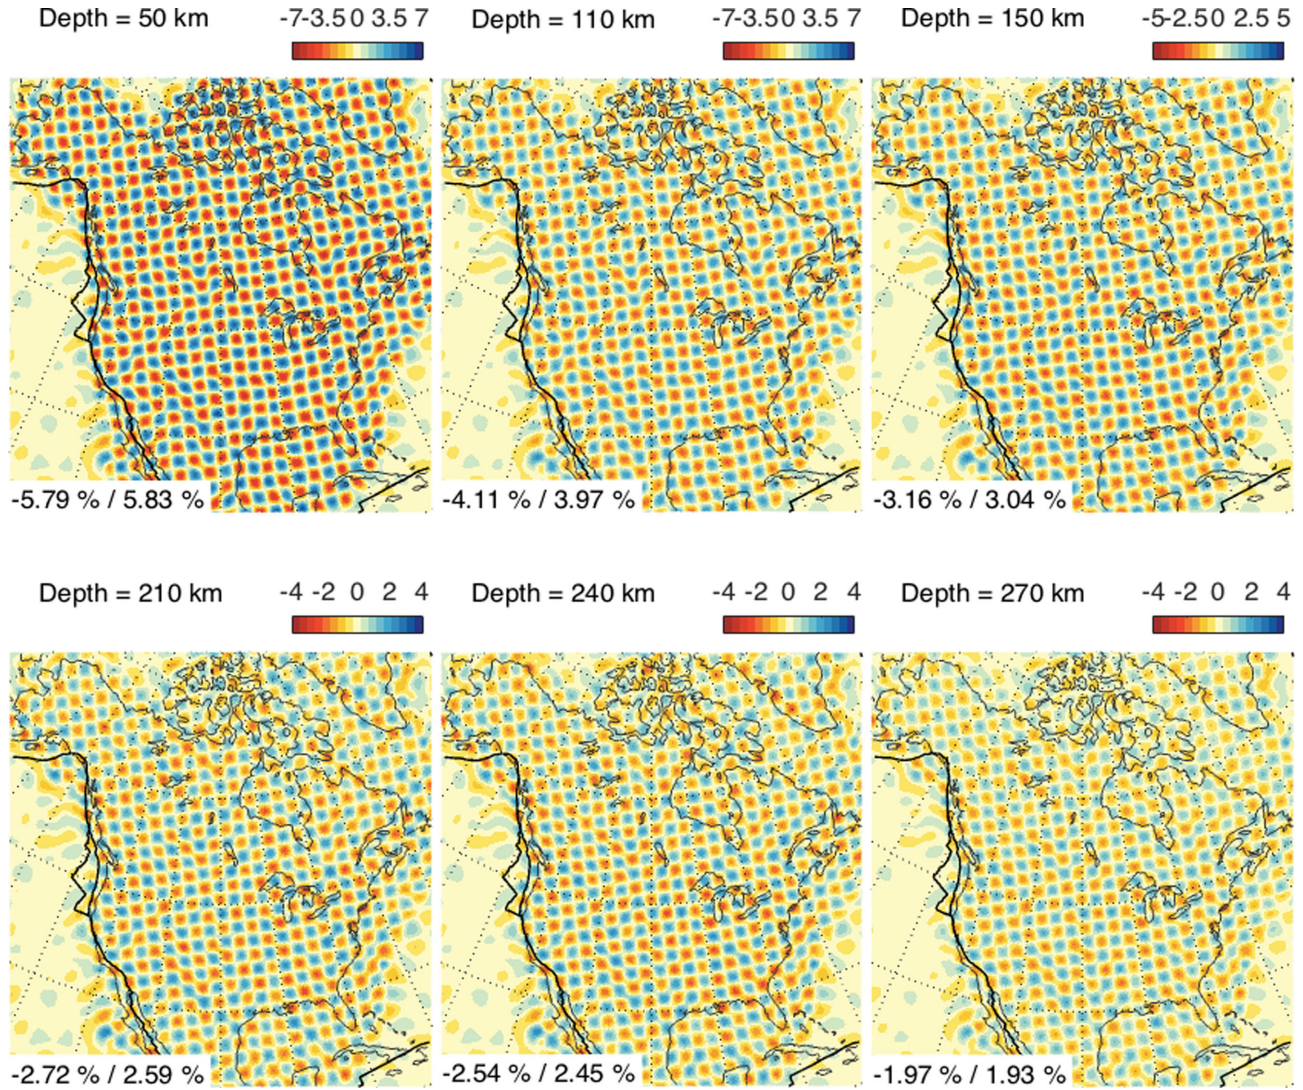 Depth = 50 km
-7-3.5 0 3.5 7
Depth = 110 km
-7-3.5 0 3.5 7
Depth = 150 km
-5-2.5 0 2.5 5
-5.79 % / 5.83 %
-4.11 % / 3.97 %
-3.16 % / 3.04 %
Depth = 210 km
-4 -2 0 2 4
Depth = 240 km
-4 -2 0 2 4
Depth = 270 km
-4 -2 0 2 4
-2.72 % / 2.59 %
-2.54 % / 2.45 %
-1.97 % / 1.93 %